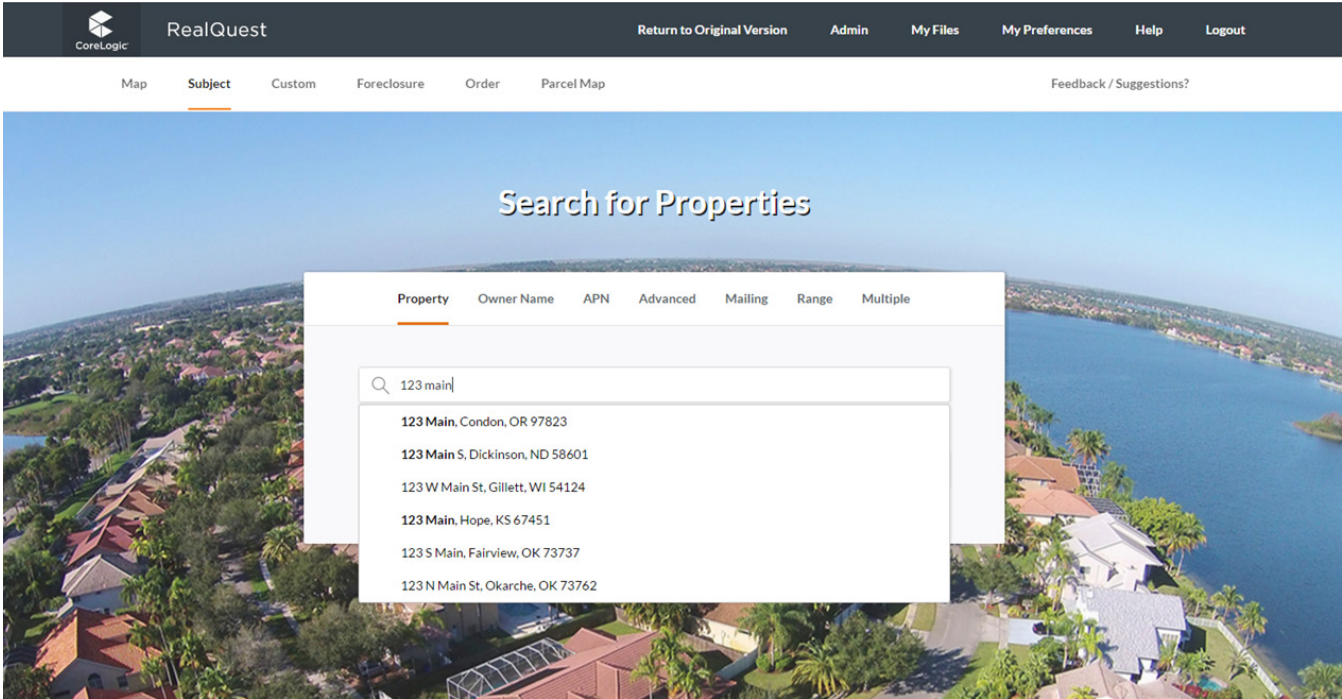 CoreLogic
RealQuest
Return to Original Version Admin My Files My Preferences Help Logout
Map Subject Custom Foreclosure Order Parcel Map Feedback / Suggestions?
Search for Properties
Property Owner Name APN Advanced Mailing Range Multiple
123 main
123 Main, Condon, OR 97823
123 Main S, Dickinson, ND 58601
123 W Main St, Gillett, WI 54124
123 Main, Hope, KS 67451
123 S Main, Fairview, OK 73737
123 N Main St, Okarche, OK 73762